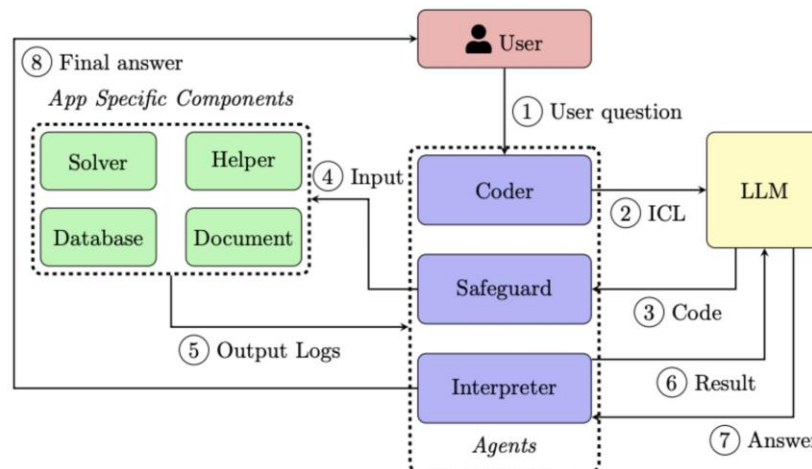 User
⑧ Final answer
App Specific Components
① User question
Solver
Helper
④ Input
Coder
② ICL
LLM
Database
Document
Safeguard
③ Code
⑤ Output Logs
Interpreter
⑥ Result
⑦ Answer
Agents